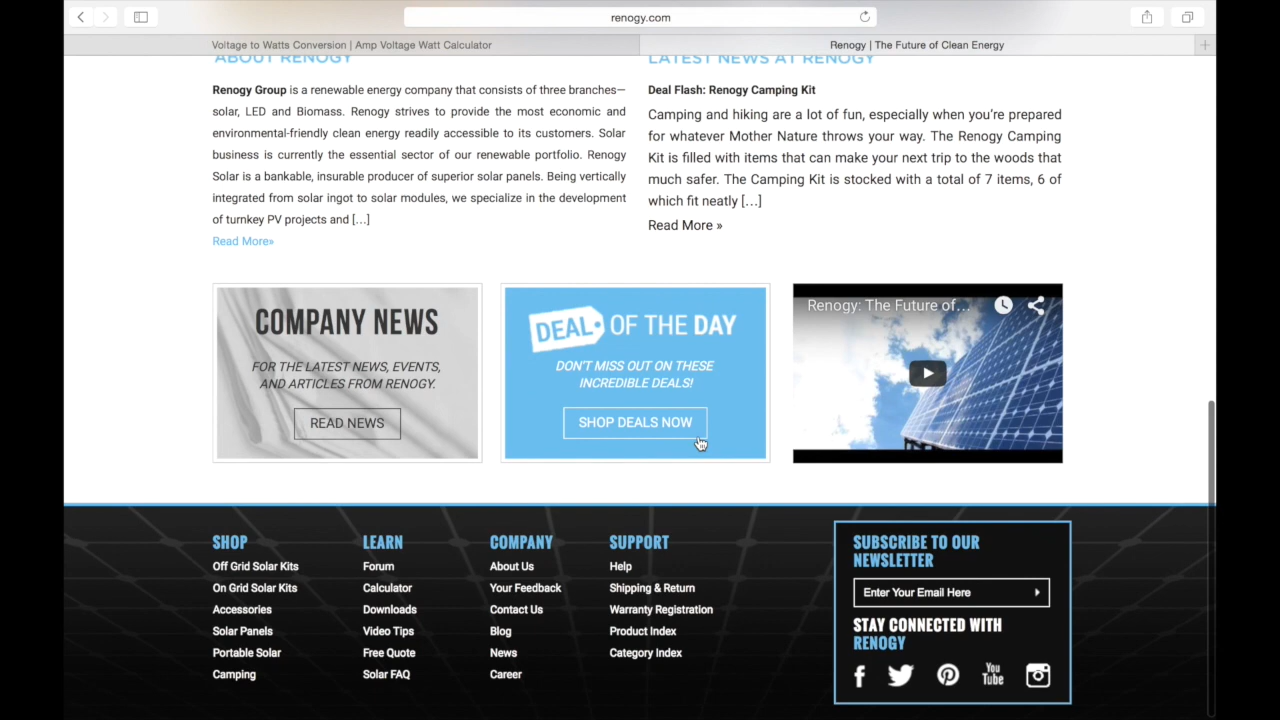 renogy.com
Voltage to Watts Conversion | Amp Voltage Watt Calculator
Renogy | The Future of Clean Energy
ABOUT RENOGY
Renogy Group is a renewable energy company that consists of three branches—
solar, LED and Biomass. Renogy strives to provide the most economic and
environmental-friendly clean energy readily accessible to its customers. Solar
business is currently the essential sector of our renewable portfolio. Renogy
Solar is a bankable, insurable producer of superior solar panels. Being vertically
integrated from solar ingot to solar modules, we specialize in the development
of turnkey PV projects and [...]
Read More»
LATEST NEWS AT RENOGY
Deal Flash: Renogy Camping Kit
Camping and hiking are a lot of fun, especially when you're prepared
for whatever Mother Nature throws your way. The Renogy Camping
Kit is filled with items that can make your next trip to the woods that
much safer. The Camping Kit is stocked with a total of 7 items, 6 of
which fit neatly [...]
Read More »
COMPANY NEWS
FOR THE LATEST NEWS, EVENTS,
AND ARTICLES FROM RENOGY.
READ NEWS
DEAL OF THE DAY
DON'T MISS OUT ON THESE
INCREDIBLE DEALS!
SHOP DEALS NOW
Renogy: The Future of...
SHOP
Off Grid Solar Kits
On Grid Solar Kits
Accessories
Solar Panels
Portable Solar
Camping
LEARN
Forum
Calculator
Downloads
Video Tips
Free Quote
Solar FAQ
COMPANY
About Us
Your Feedback
Contact Us
Blog
News
Career
SUPPORT
Help
Shipping & Return
Warranty Registration
Product Index
Category Index
SUBSCRIBE TO OUR
NEWSLETTER
Enter Your Email Here
STAY CONNECTED WITH
RENOGY
You
Tube